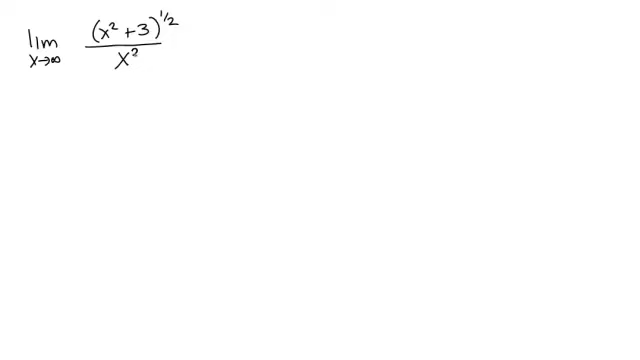 lim x→∞ (x² + 3)^1/2 / x²